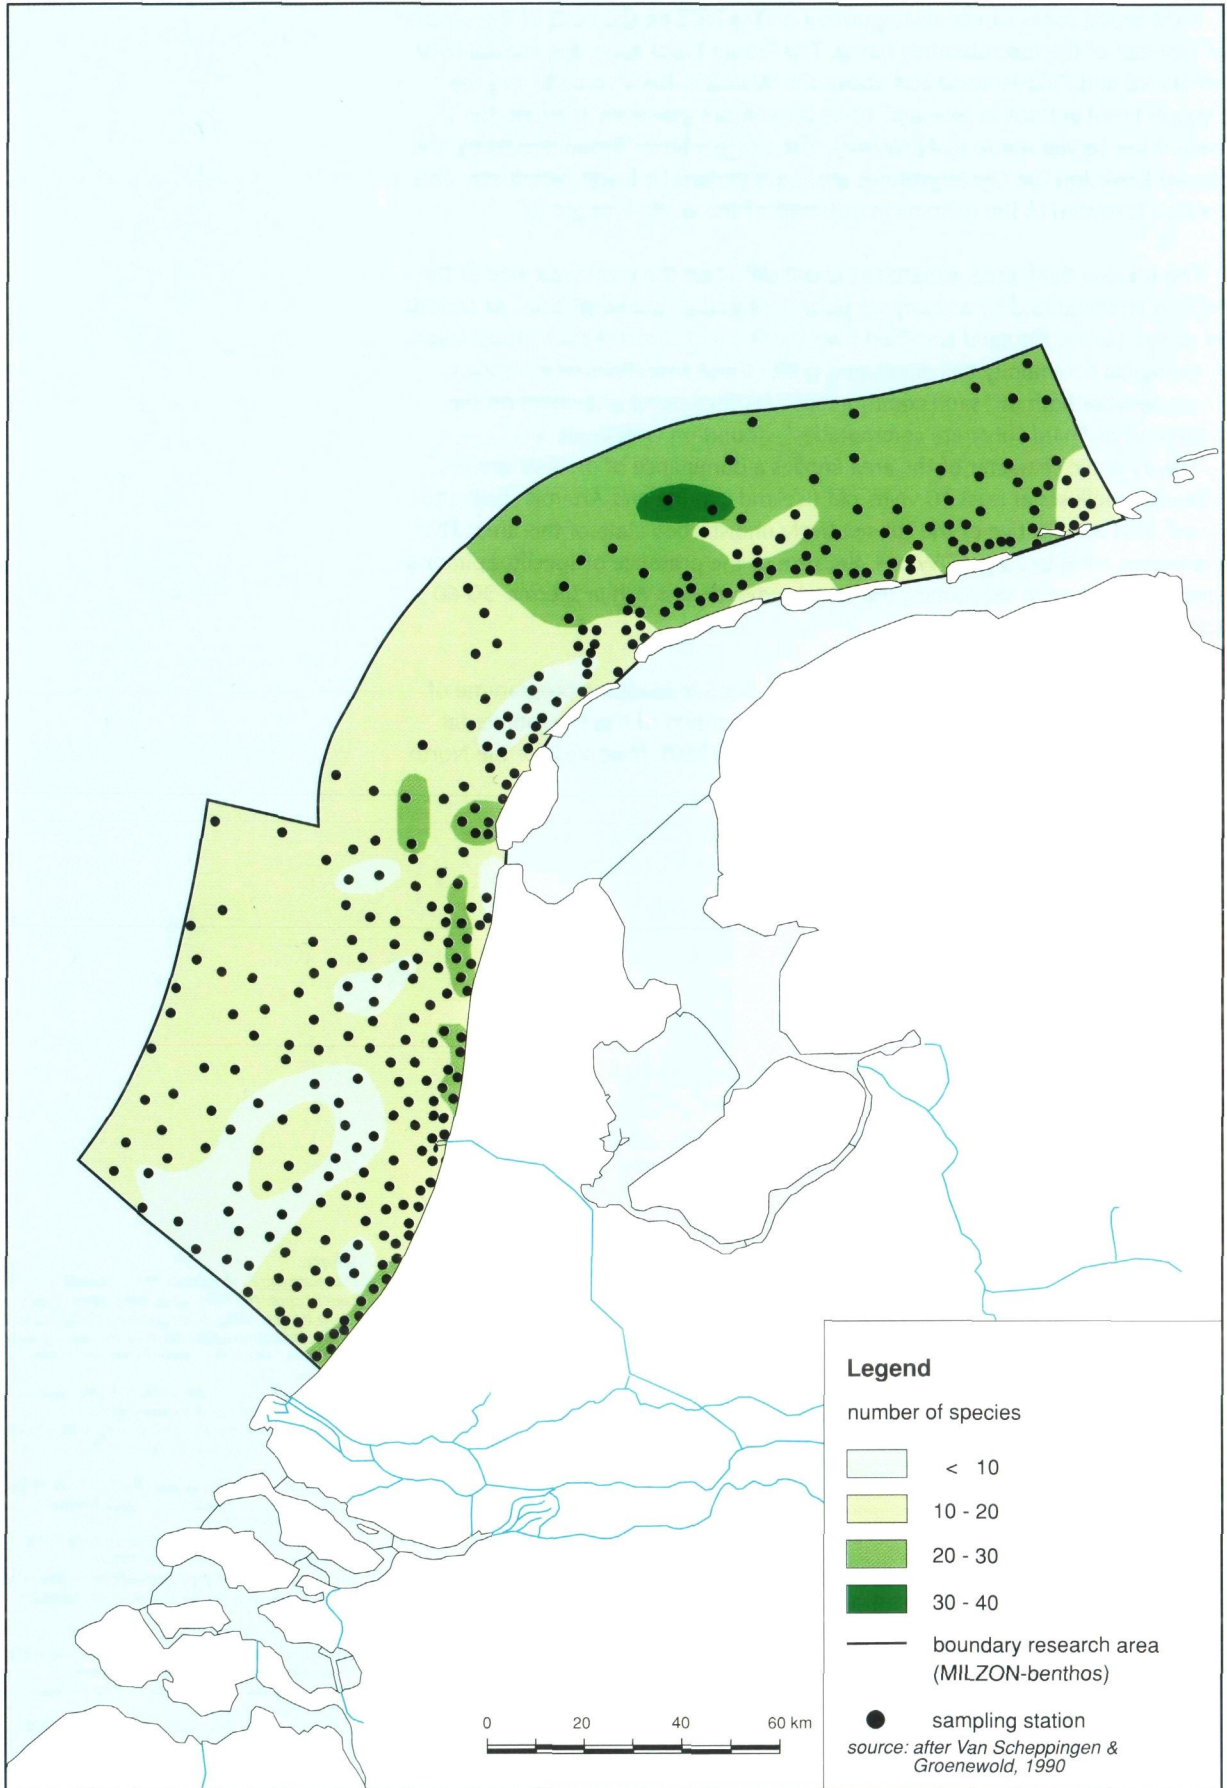 Legend
number of species
< 10
10 - 20
20 - 30
30 - 40
boundary research area
(MILZON-benthos)
sampling station
source: after Van Scheppingen &
Groenewold, 1990
0 20 40 60 km